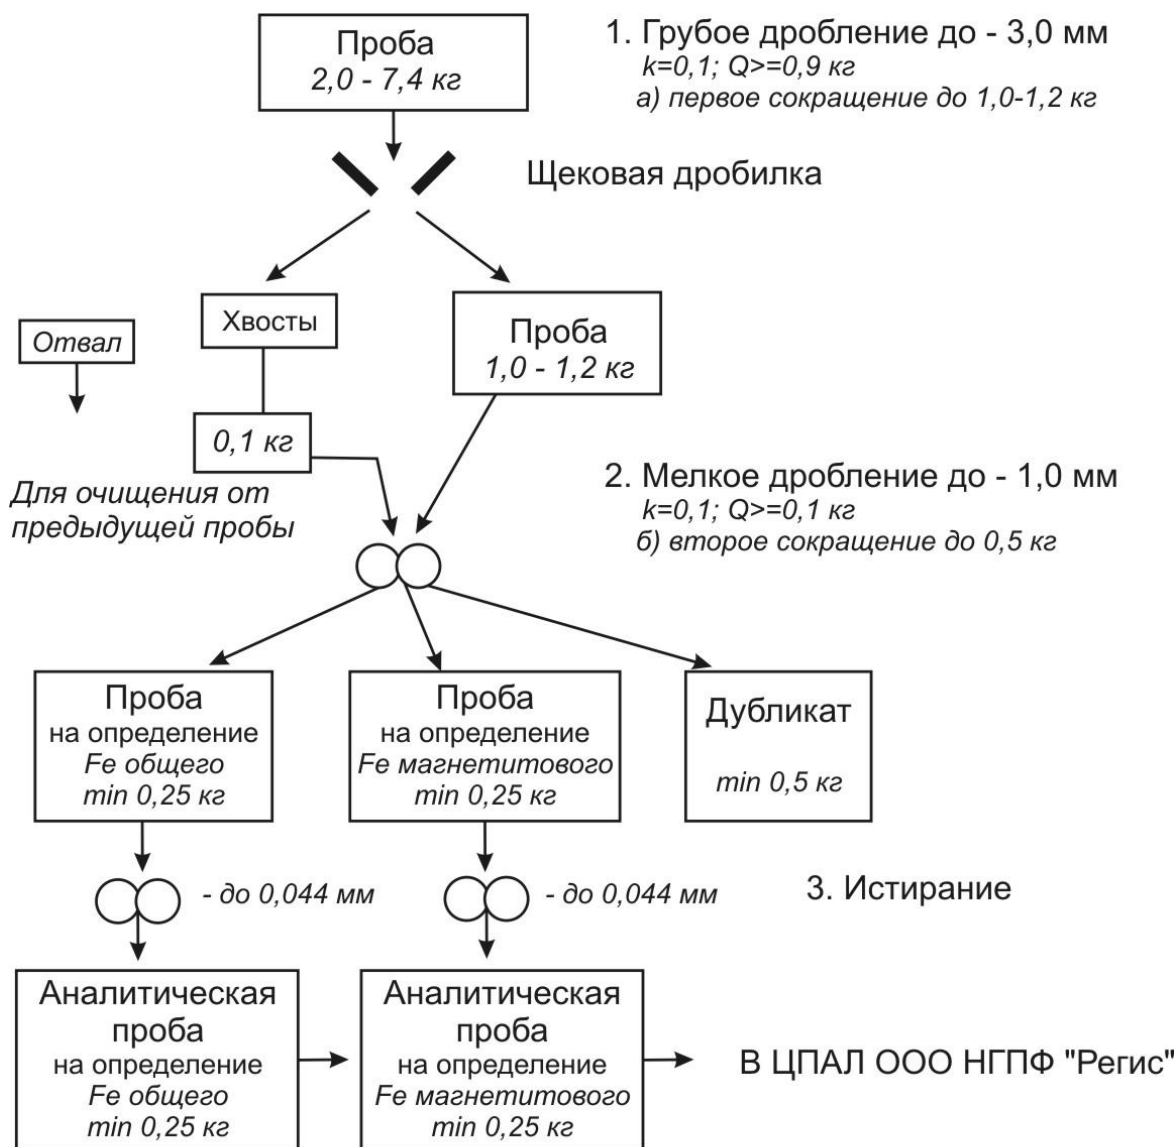 Проба
2,0 - 7,4 кг
1. Грубое дробление до - 3,0 мм
k=0,1; Q>=0,9 кг
а) первое сокращение до 1,0-1,2 кг
Щековая дробилка
Отвал
Хвосты
Проба
1,0 - 1,2 кг
0,1 кг
Для очищения от
предыдущей пробы
2. Мелкое дробление до - 1,0 мм
k=0,1; Q>=0,1 кг
б) второе сокращение до 0,5 кг
Проба
на определение
Fe общего
min 0,25 кг
Проба
на определение
Fe магнетитового
min 0,25 кг
Дубликат
min 0,5 кг
- до 0,044 мм
- до 0,044 мм
3. Истирание
Аналитическая
проба
на определение
Fe общего
min 0,25 кг
Аналитическая
проба
на определение
Fe магнетитового
min 0,25 кг
В ЦПАЛ ООО НГПФ "Регис"